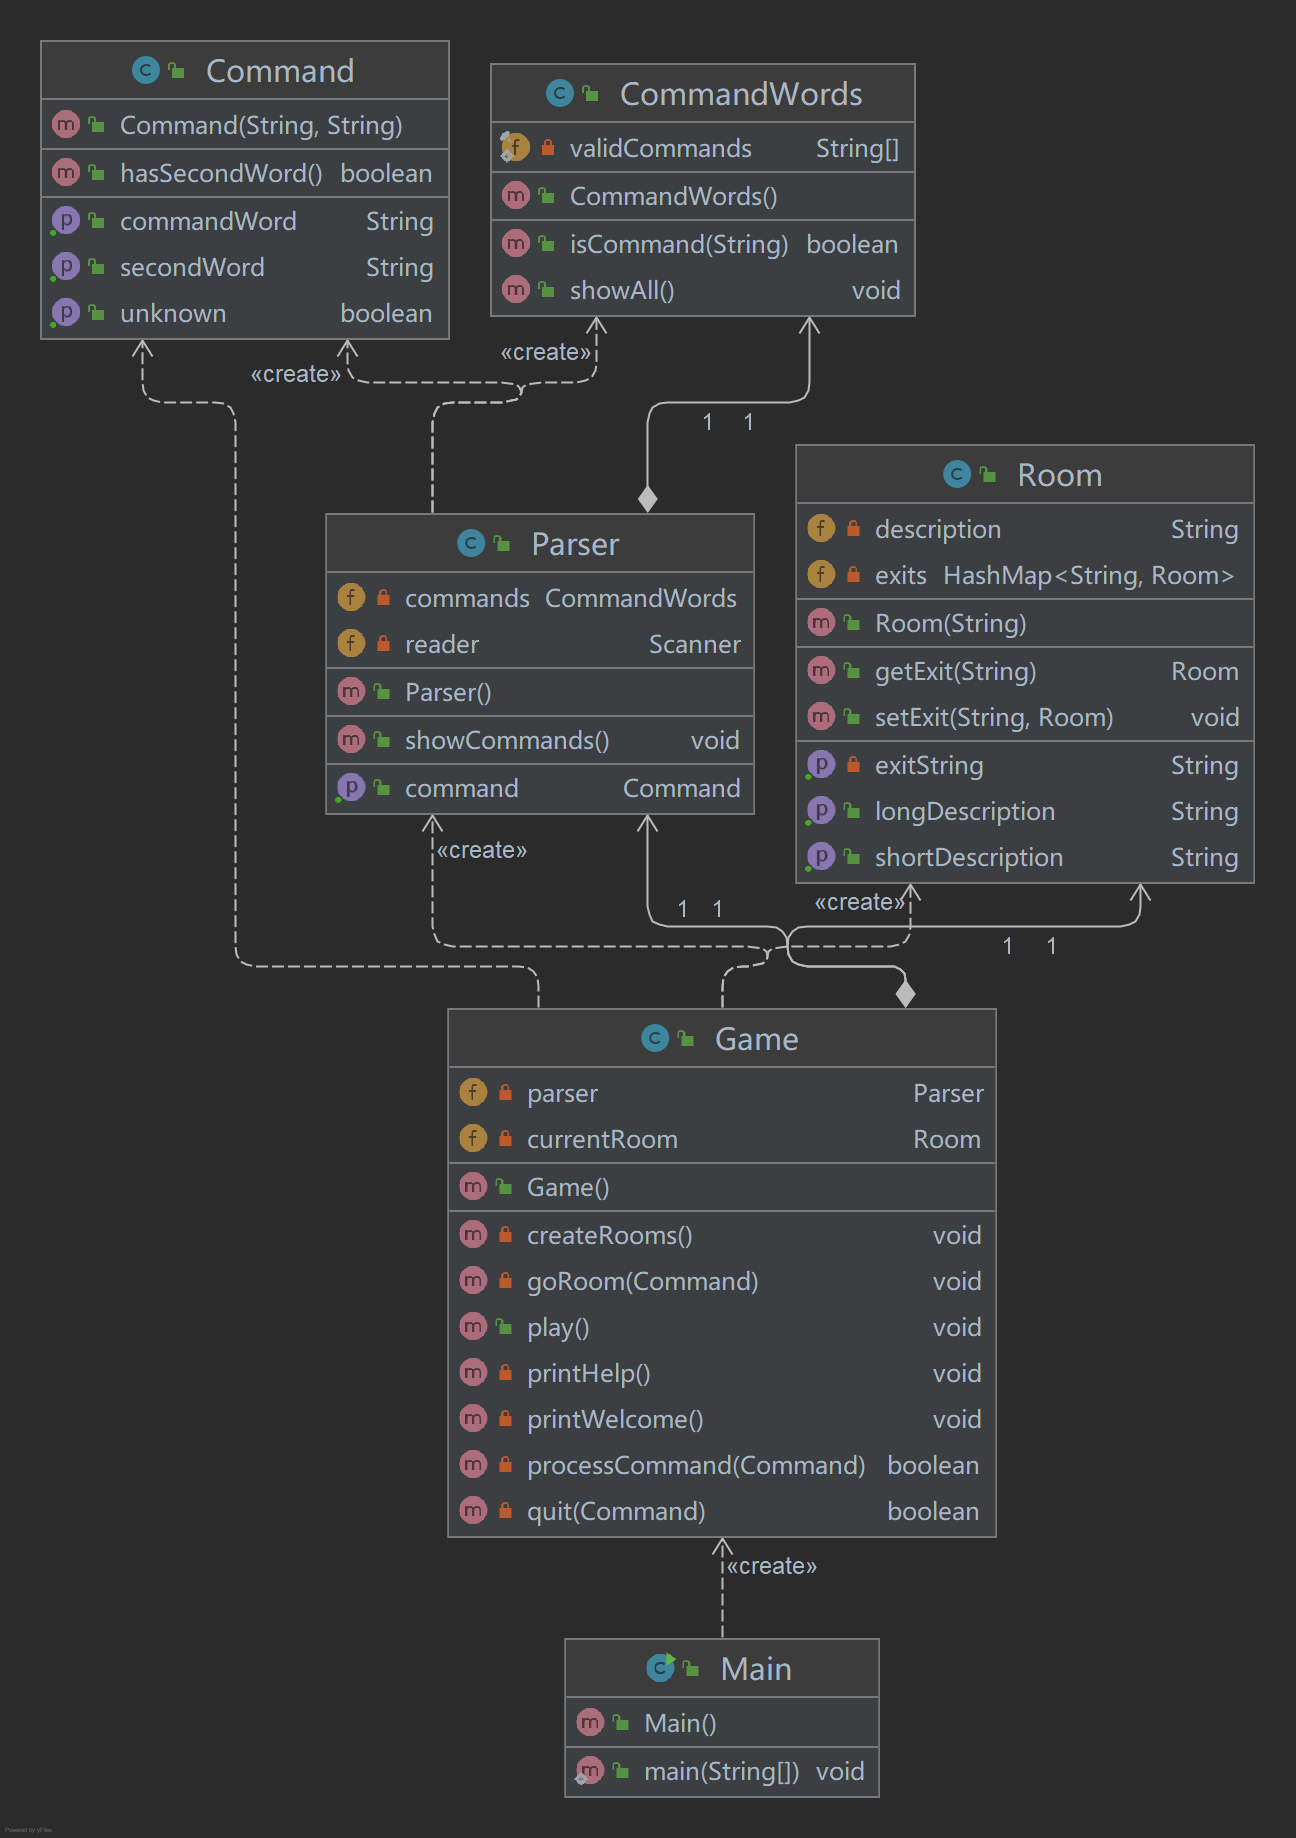 Command
Command(String, String)
hasSecondWord() boolean
commandWord String
secondWord String
unknown boolean
CommandWords
validCommands String[]
CommandWords()
isCommand(String) boolean
showAll() void
«create»
«create»
1 1
Parser
commands CommandWords
reader Scanner
Parser()
showCommands() void
command Command
Room
description String
exits HashMap<String, Room>
Room(String)
getExit(String) Room
setExit(String, Room) void
exitString String
longDescription String
shortDescription String
«create»
«create»
1 1
1 1
Game
parser Parser
currentRoom Room
Game()
createRooms() void
goRoom(Command) void
play() void
printHelp() void
printWelcome() void
processCommand(Command) boolean
quit(Command) boolean
«create»
Main
Main()
main(String[]) void
Powered by yFiles